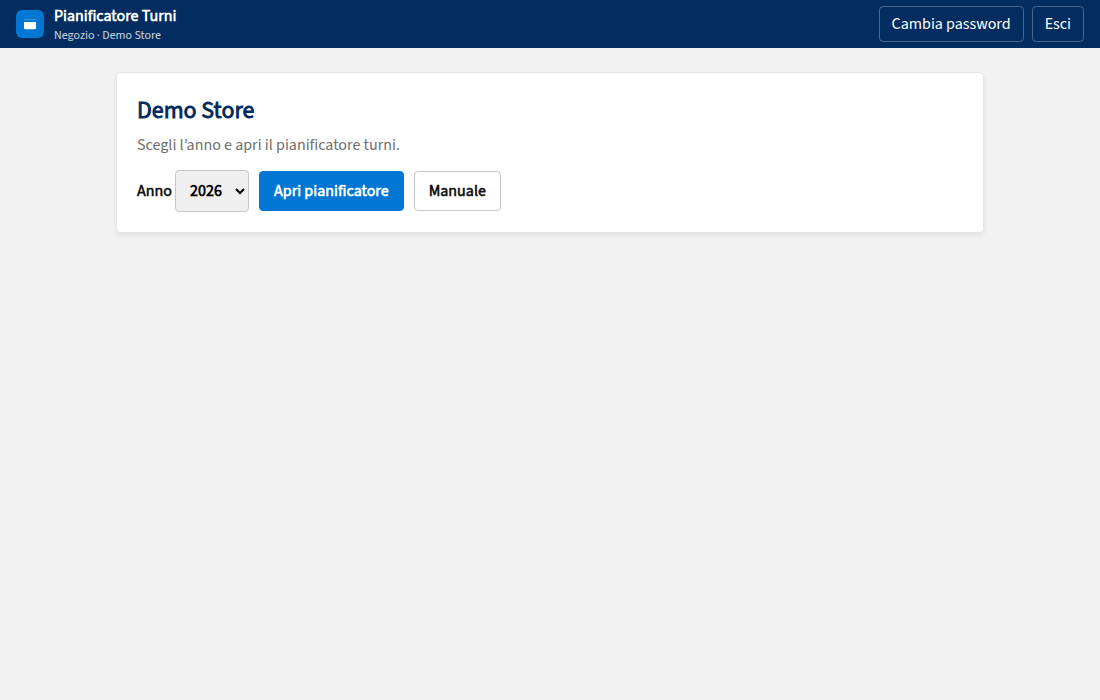 Pianificatore Turni
Negozio · Demo Store
Cambia password
Esci
Demo Store
Scegli l'anno e apri il pianificatore turni.
Anno 2026 Apri pianificatore Manuale